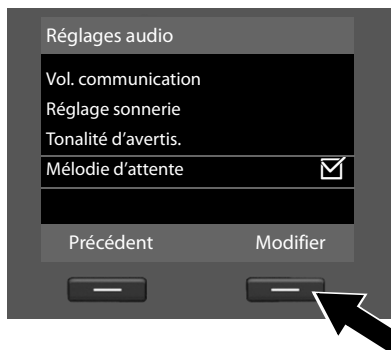 Réglages audio
Vol. communication
Réglage sonnerie
Tonalité d'avertis.
Mélodie d'attente
Précédent Modifier